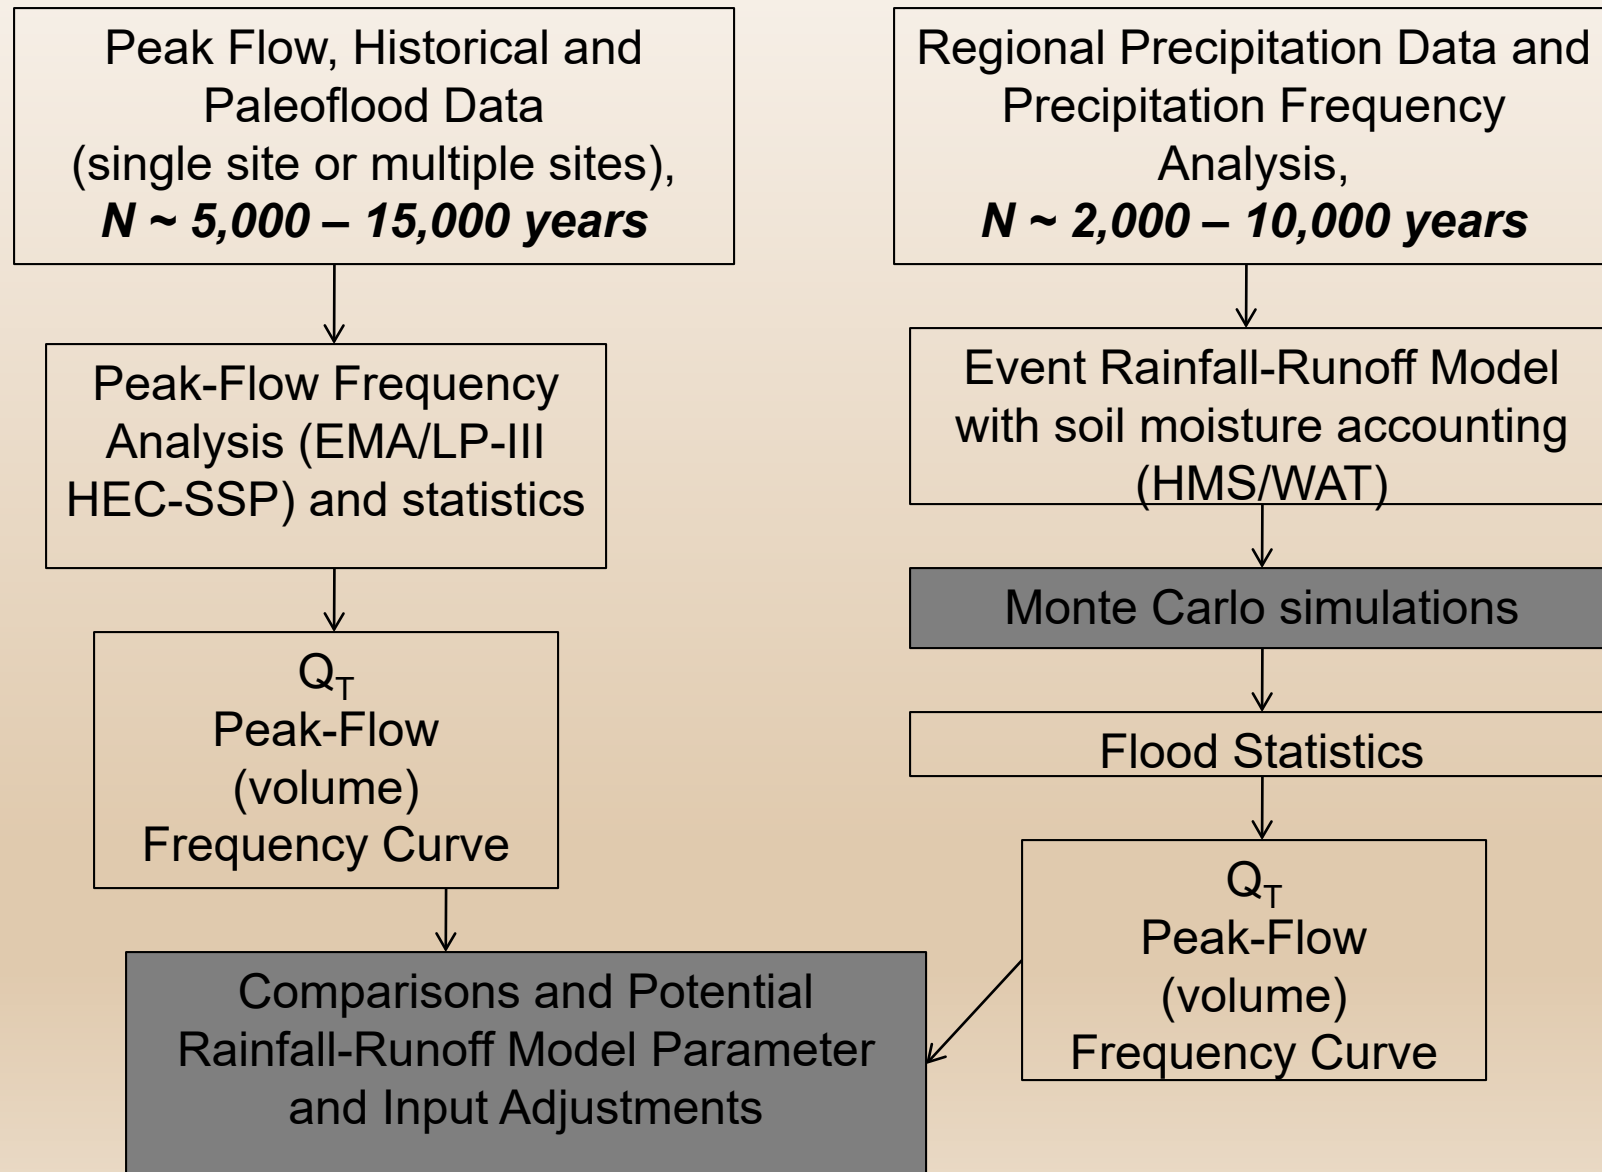 Peak Flow, Historical and
Paleoflood Data
(single site or multiple sites),
N ~ 5,000 – 15,000 years
Peak-Flow Frequency
Analysis (EMA/LP-III
HEC-SSP) and statistics
Q_T
Peak-Flow
(volume)
Frequency Curve
Comparisons and Potential
Rainfall-Runoff Model Parameter
and Input Adjustments
Regional Precipitation Data and
Precipitation Frequency
Analysis,
N ~ 2,000 – 10,000 years
Event Rainfall-Runoff Model
with soil moisture accounting
(HMS/WAT)
Monte Carlo simulations
Flood Statistics
Q_T
Peak-Flow
(volume)
Frequency Curve